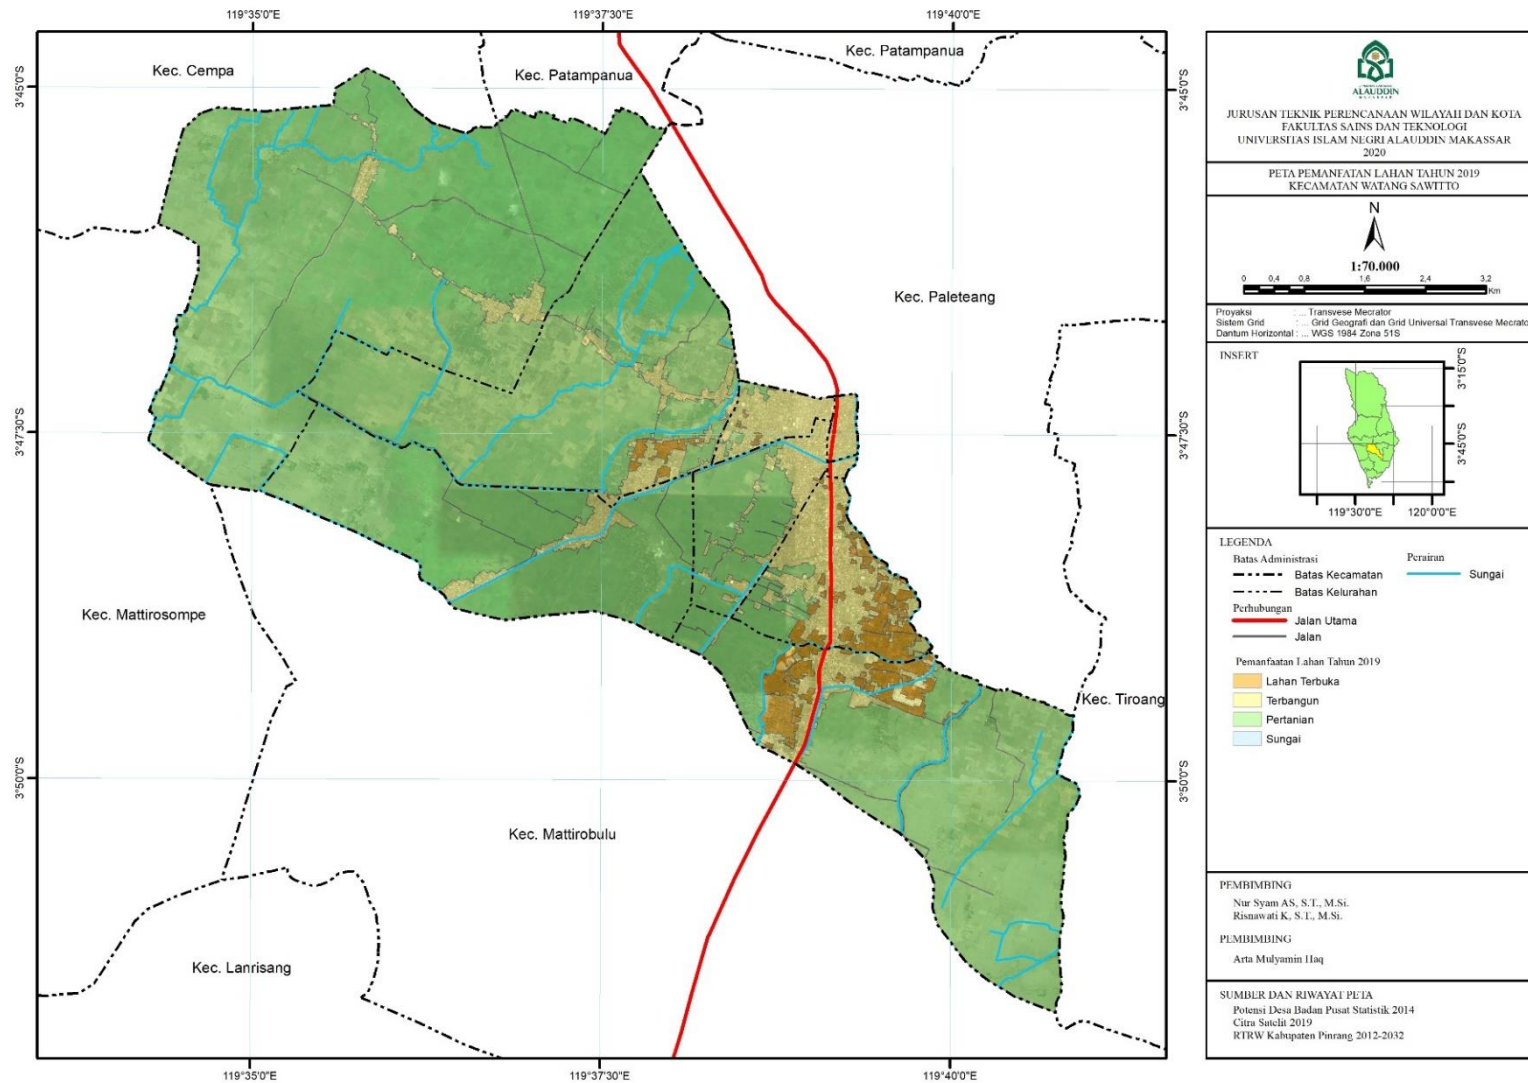 119°35'0"E
119°37'30"E
119°40'0"E
3°45'0"S
3°45'0"S
Kec. Cempa
Kec. Patampanua
Kec. Patampanua
Kec. Paleteang
3°47'30"S
3°47'30"S
Kec. Mattirosompe
Kec. Tiroang
3°50'0"S
3°50'0"S
Kec. Mattirobulu
Kec. Lanrisang
119°35'0"E
119°37'30"E
119°40'0"E
ALAUDDIN
JURUSAN TEKNIK PERENCANAAN WILAYAH DAN KOTA
FAKULTAS SAINS DAN TEKNOLOGI
UNIVERSITAS ISLAM NEGRI ALAUDDIN MAKASSAR
2020
PETA PEMANFATAN LAHAN TAHUN 2019
KECAMATAN WATANG SAWITTO
N
1:70.000
0 0,4 0,8 1,6 2,4 3,2
Km
Proyaksi : ... Transvese Mecrator
Sistem Grid : ... Grid Geografi dan Grid Universal Transvese Mecrato
Dantum Horizontal : ... WGS 1984 Zona 51S
INSERT
3°15'0"S
3°45'0"S
119°30'0"E 120°0'0"E
LEGENDA
Batas Administrasi
Perairan
Batas Kecamatan
Sungai
Batas Kelurahan
Perhubungan
Jalan Utama
Jalan
Pemanfaatan Lahan Tahun 2019
Lahan Terbuka
Terbangun
Pertanian
Sungai
PEMBIMBING
Nur Syam AS, S.T., M.Si.
Risnawati K, S.T., M.Si.
PEMBIMBING
Arta Mulyamin Haq
SUMBER DAN RIWAYAT PETA
Potensi Desa Badan Pusat Statistik 2014
Citra Satelit 2019
RTRW Kabupaten Pinrang 2012-2032